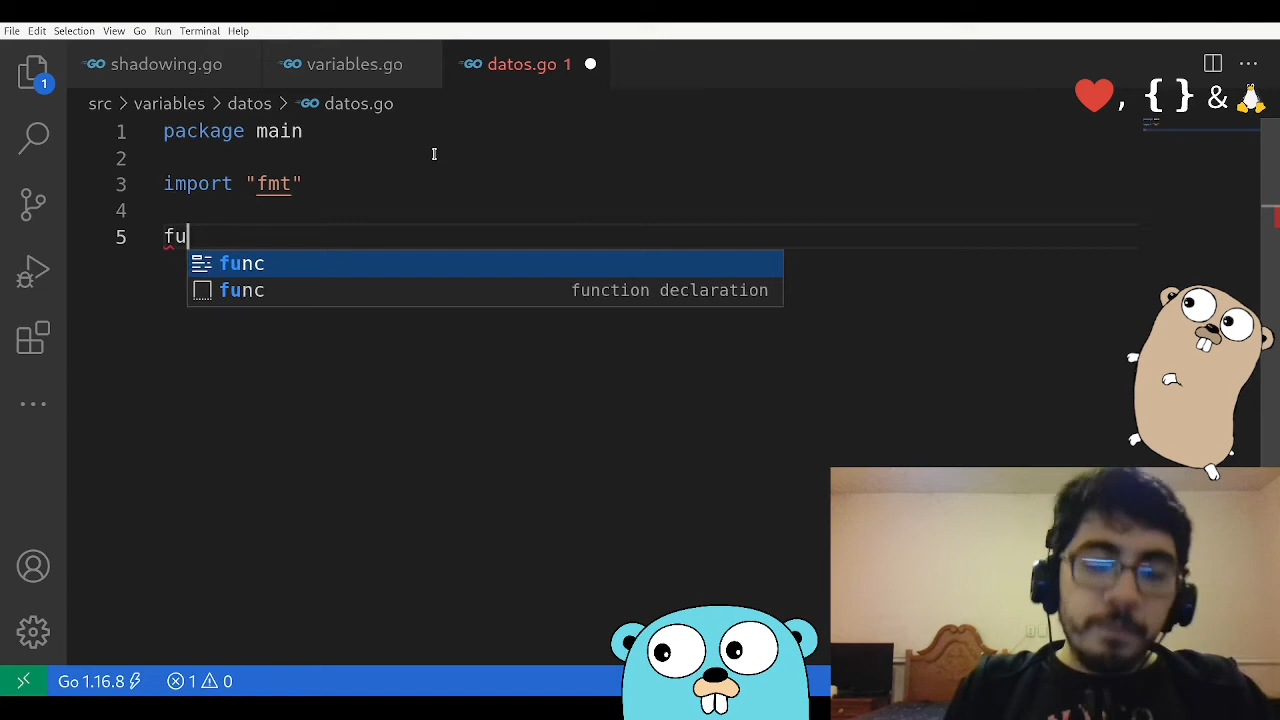 File Edit Selection View Go Run Terminal Help
shadowing.go variables.go datos.go 1
src > variables > datos > datos.go
, { } &
1
1 package main
2
3 import "fmt"
4
5 fu
func
func function declaration
Go 1.16.8 1 0